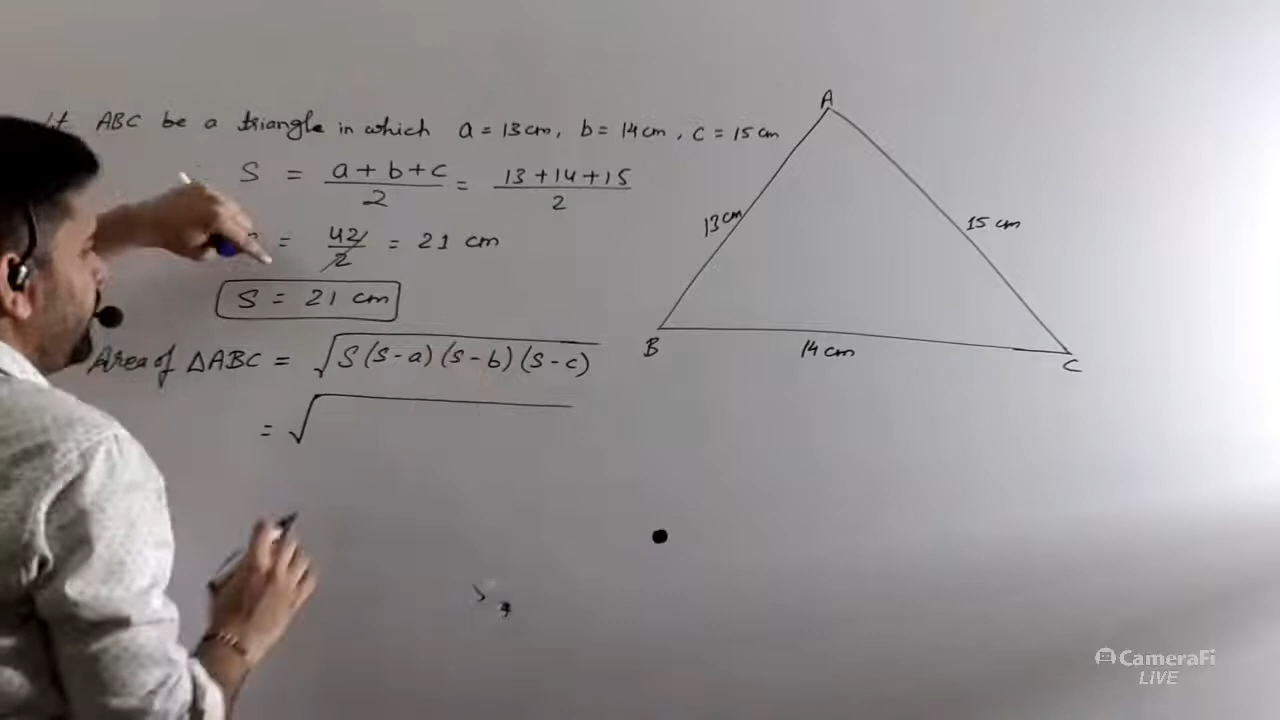 ABC be a triangle in which a = 13 cm, b = 14 cm, c = 15 cm
S = a + b + c / 2 = 13 + 14 + 15 / 2
= 42 / 2 = 21 cm
S = 21 cm
Area of ΔABC = √S(S-a)(S-b)(S-c)
= √
A
13 cm
15 cm
B
14 cm
C
CameraFi
LIVE